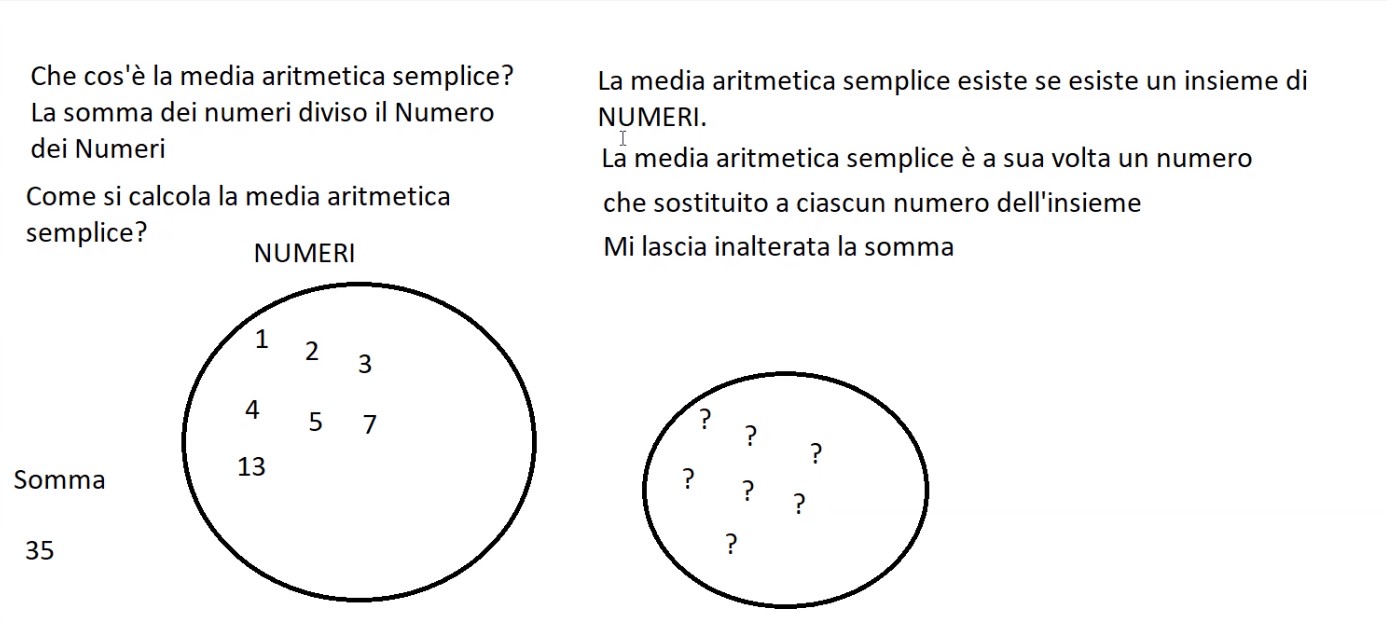 Che cos'è la media aritmetica semplice?
La somma dei numeri diviso il Numero
dei Numeri
Come si calcola la media aritmetica
semplice?
NUMERI
1 2 3
4 5 7
13
Somma
35
La media aritmetica semplice esiste se esiste un insieme di
NUMERI.
La media aritmetica semplice è a sua volta un numero
che sostituito a ciascun numero dell'insieme
Mi lascia inalterata la somma
? ? ?
? ? ?
?